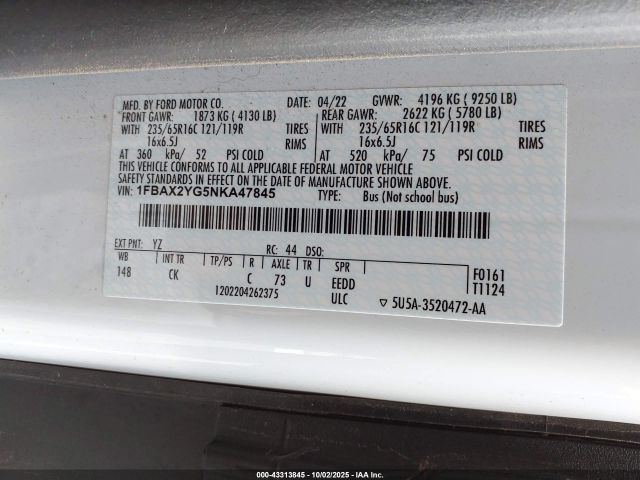 MFD. BY FORD MOTOR CO. DATE: 04/22 GVWR: 4196 KG ( 9250 LB)
FRONT GAWR: 1873 KG ( 4130 LB) REAR GAWR: 2622 KG ( 5780 LB)
WITH 235/65R16C 121/119R TIRES WITH 235/65R16C 121/119R TIRES
16x6.5J RIMS 16x6.5J RIMS
AT 360 kPa/ 52 PSI COLD AT 520 kPa/ 75 PSI COLD
THIS VEHICLE CONFORMS TO ALL APPLICABLE FEDERAL MOTOR VEHICLE
SAFETY STANDARDS IN EFFECT ON THE DATE OF MANUFACTURE SHOWN ABOVE.
VIN: 1FBAX2YG5NKA47845 TYPE: Bus (Not school bus)
EXT PNT: YZ RC: 44 DSO:
WB INT TR TP/PS R AXLE TR SPR
148 CK C 73 U EEDD
ULC
1202204262375
F0161
T1124
▽ 5U5A-3520472-AA
000-43313845 - 10/02/2025 - IAA Inc.